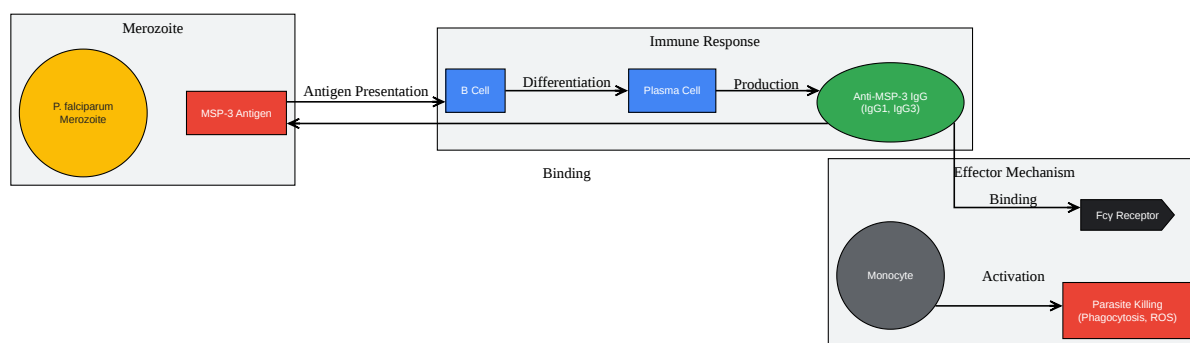 Merozoite
P. falciparum
Merozoite
MSP-3 Antigen
Antigen Presentation
Immune Response
B Cell
Differentiation
Plasma Cell
Production
Anti-MSP-3 IgG
(IgG1, IgG3)
Binding
Effector Mechanism
Binding
Fcγ Receptor
Monocyte
Activation
Parasite Killing
(Phagocytosis, ROS)